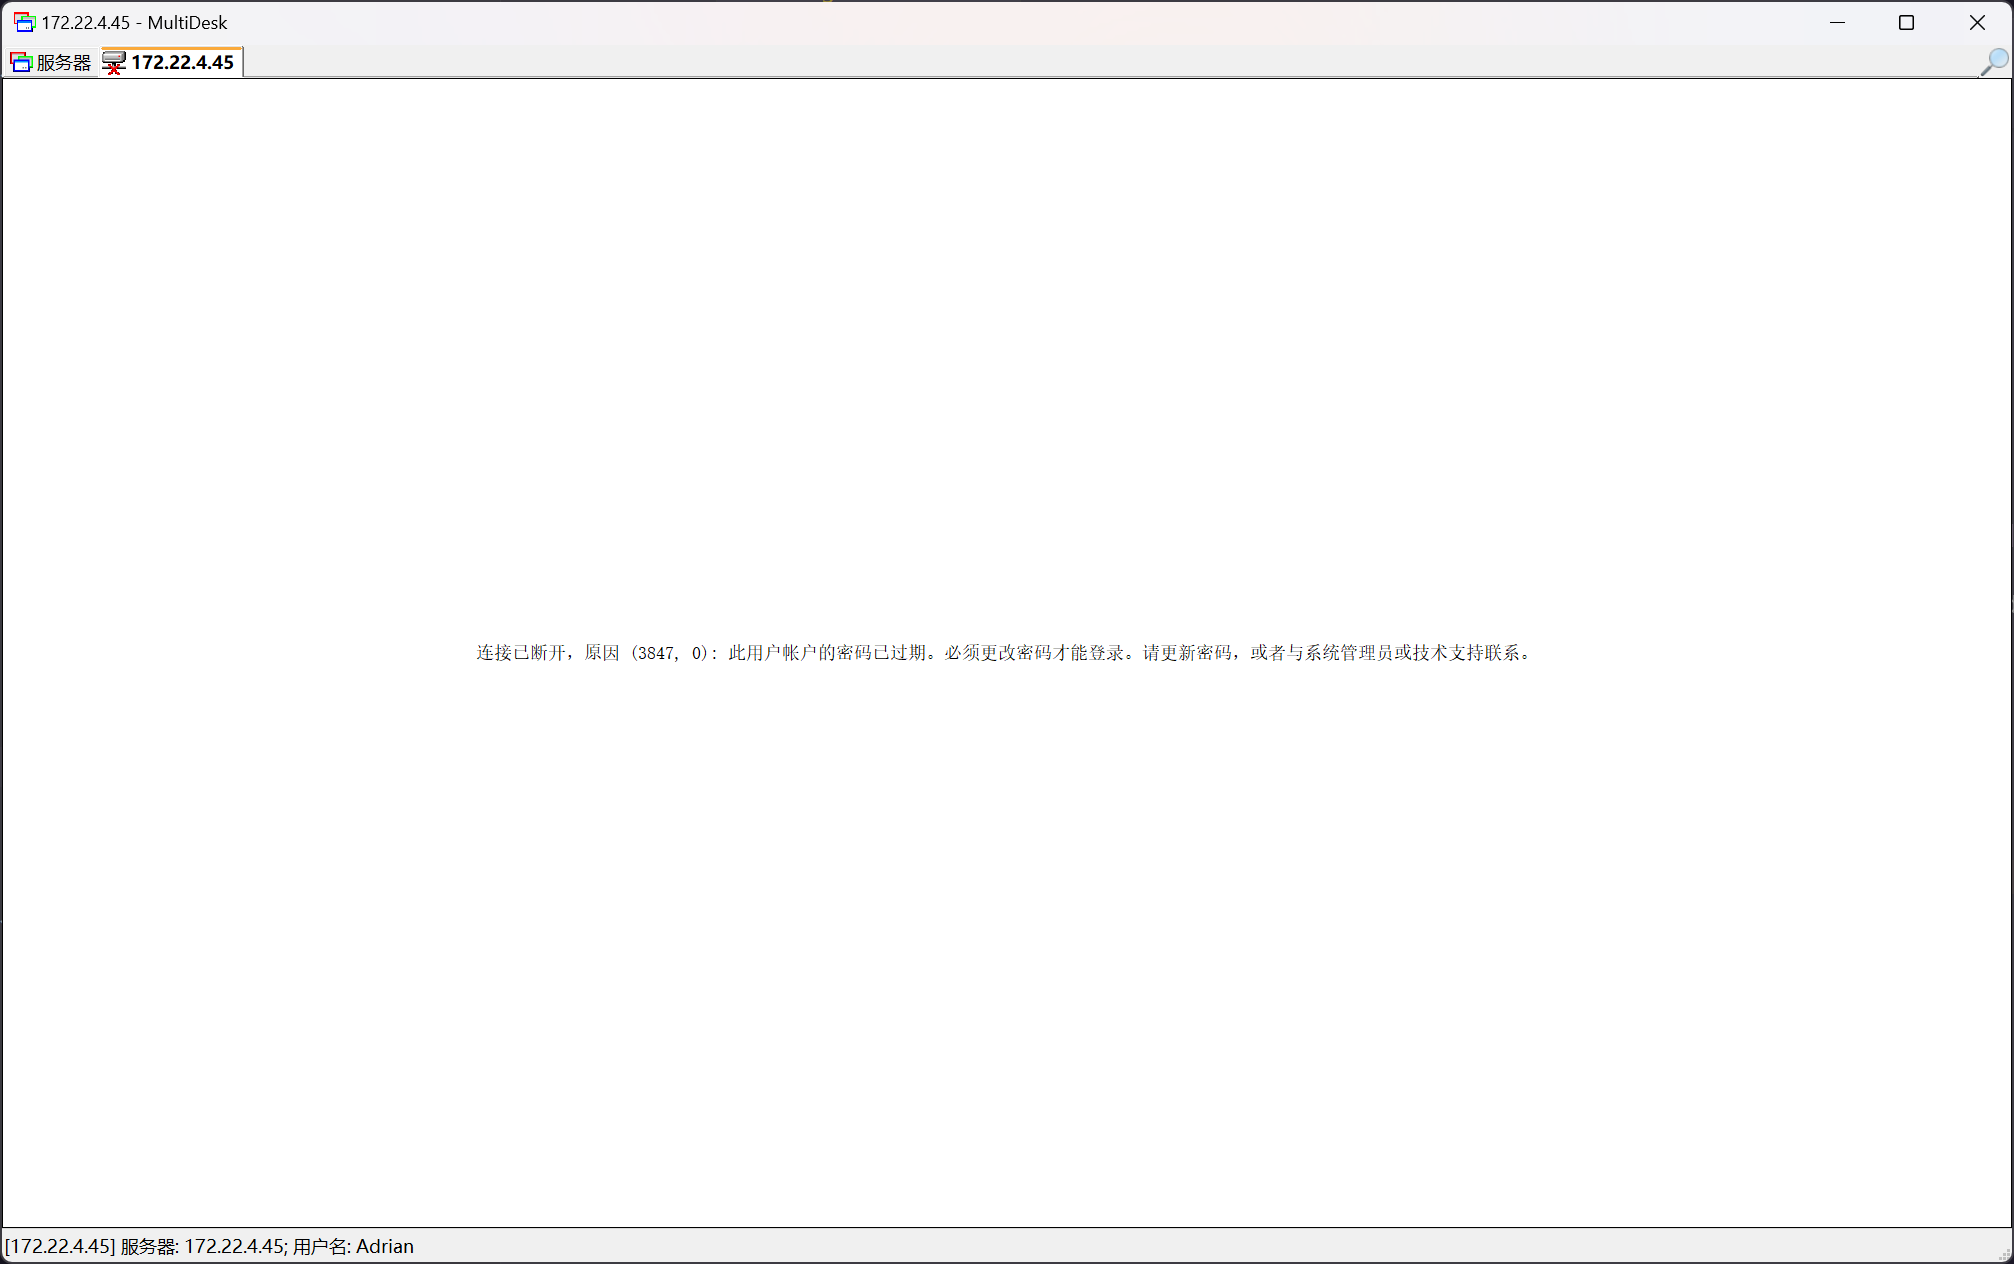 172.22.4.45 - MultiDesk
服务器 172.22.4.45
连接已断开，原因 (3847, 0): 此用户帐户的密码已过期。必须更改密码才能登录。请更新密码，或者与系统管理员或技术支持联系。
[172.22.4.45] 服务器: 172.22.4.45; 用户名: Adrian